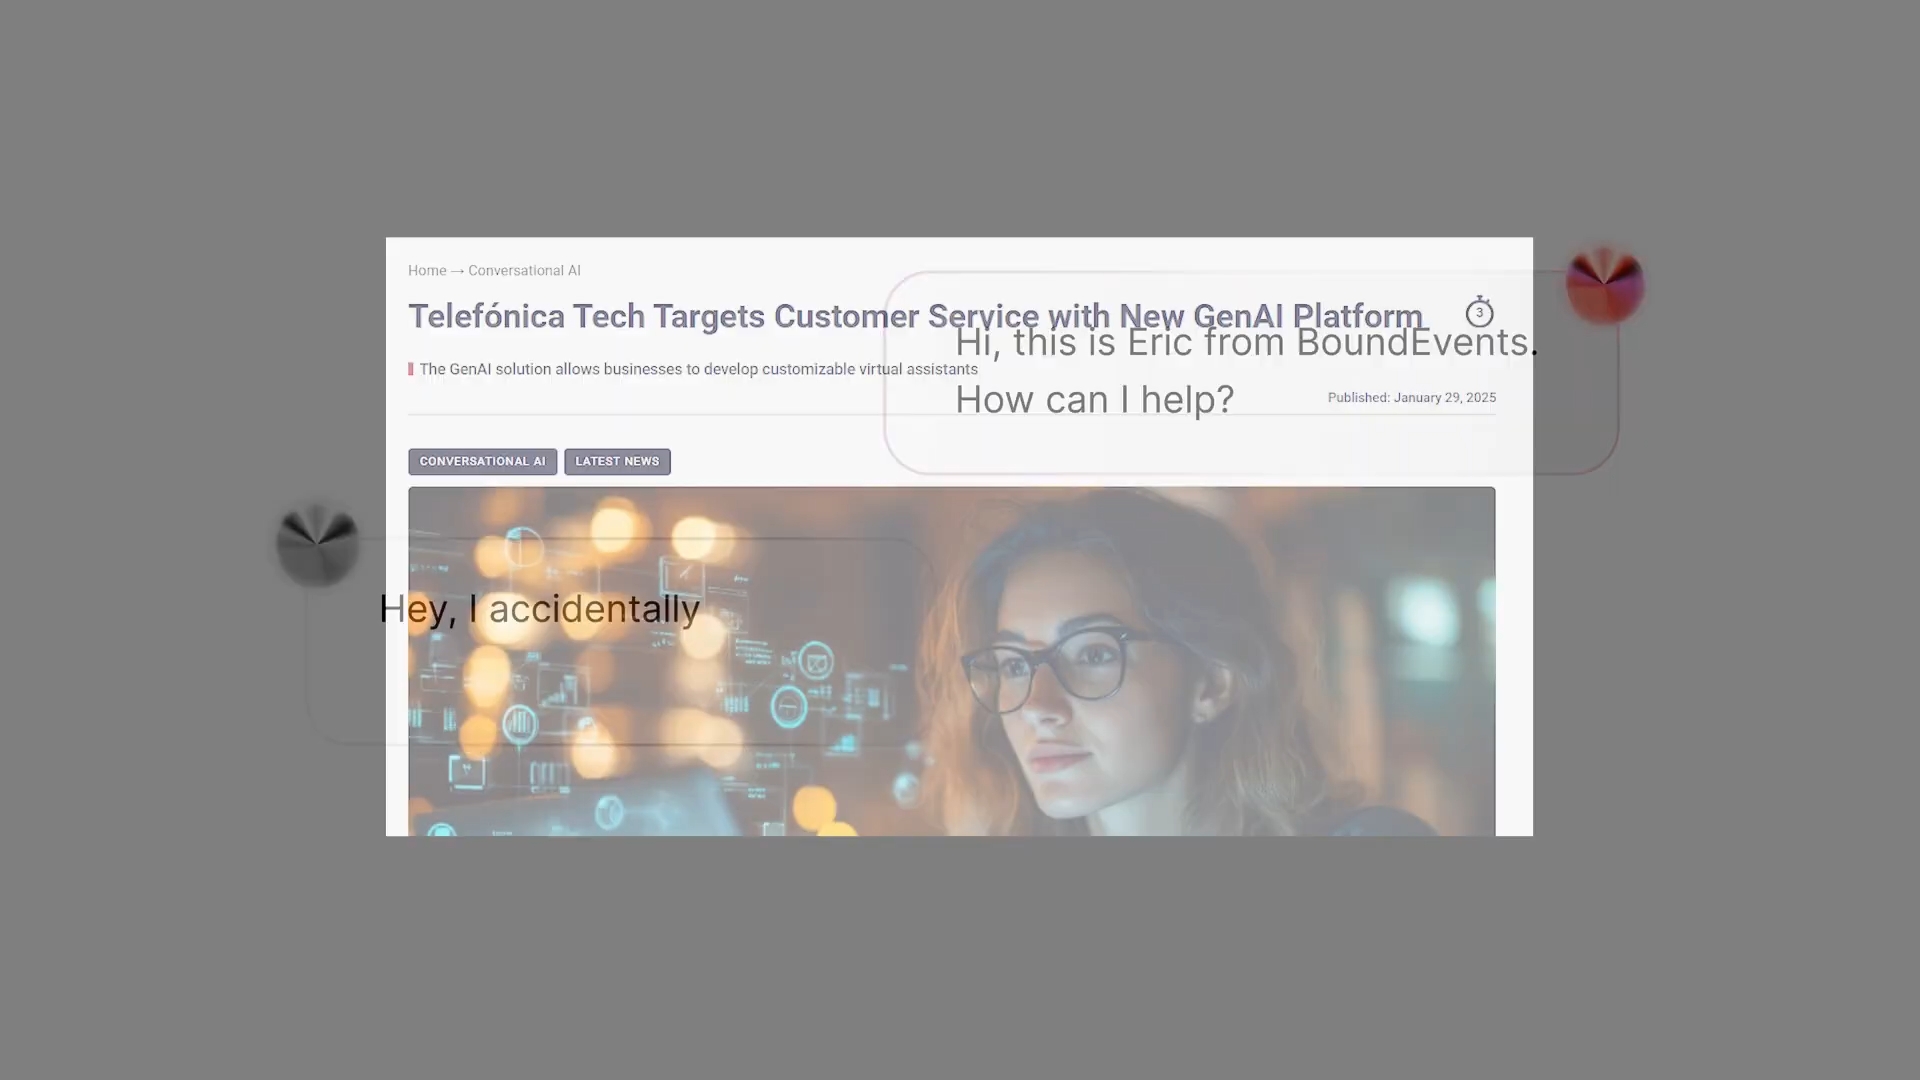 Home → Conversational AI
Telefónica Tech Targets Customer Service with New GenAI Platform
3
Hi, this is Eric from BoundEvents.
How can I help?
The GenAI solution allows businesses to develop customizable virtual assistants
Published: January 29, 2025
CONVERSATIONAL AI
LATEST NEWS
Hey, I accidentally